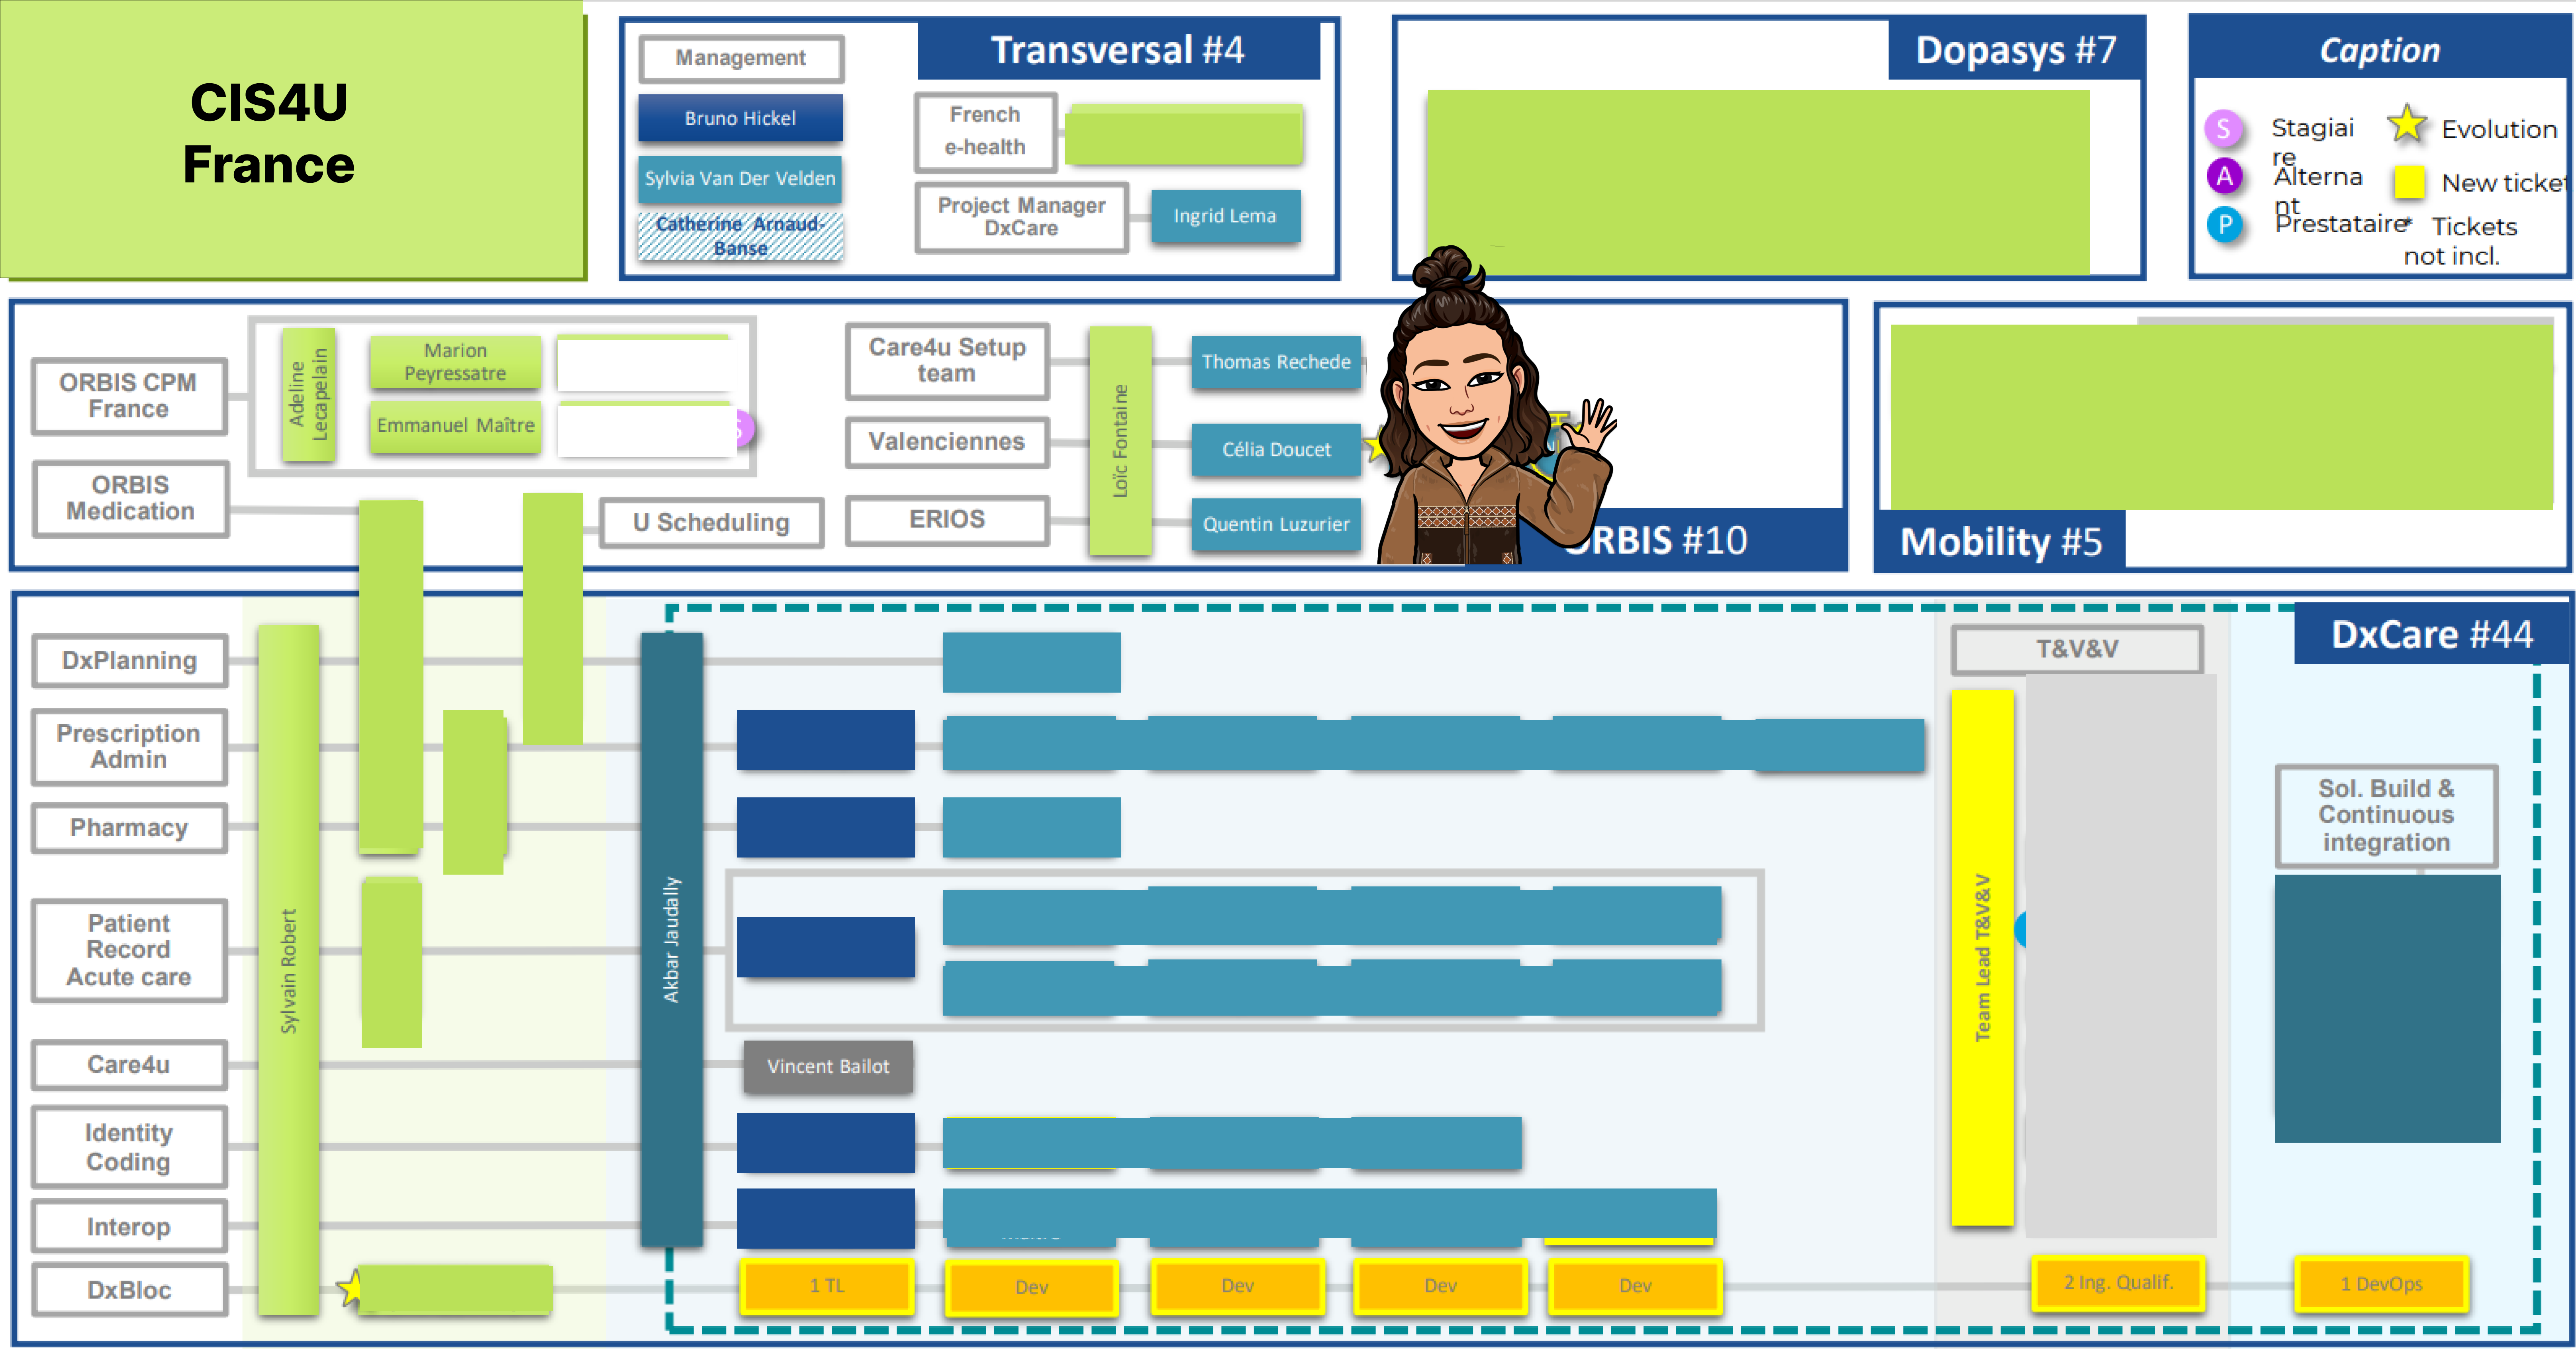 CIS4U
France
Management
Bruno Hickel
Sylvia Van Der Velden
Catherine Arnaud-
Banse
Transversal #4
French
e-health
Project Manager
DxCare
Ingrid Lema
Dopasys #7
Caption
S
Stagiai
re
Evolution
A
Alterna
nt
New ticket
P
Prestataire
* Tickets
not incl.
ORBIS CPM
France
Adeline
Lecapelain
Marion
Peyressatre
Emmanuel Maître
ORBIS
Medication
U Scheduling
Care4u Setup
team
Valenciennes
ERIOS
Loïc Fontaine
Thomas Rechede
Célia Doucet
Quentin Luzurier
ORBIS #10
Mobility #5
DxCare #44
DxPlanning
Prescription
Admin
Pharmacy
Patient
Record
Acute care
Care4u
Identity
Coding
Interop
DxBloc
Sylvain Robert
Akbar Jaudally
Vincent Bailot
1 TL
Dev
Dev
Dev
Dev
T&V&V
Team Lead T&V&V
2 Ing. Qualif.
Sol. Build &
Continuous
integration
1 DevOps